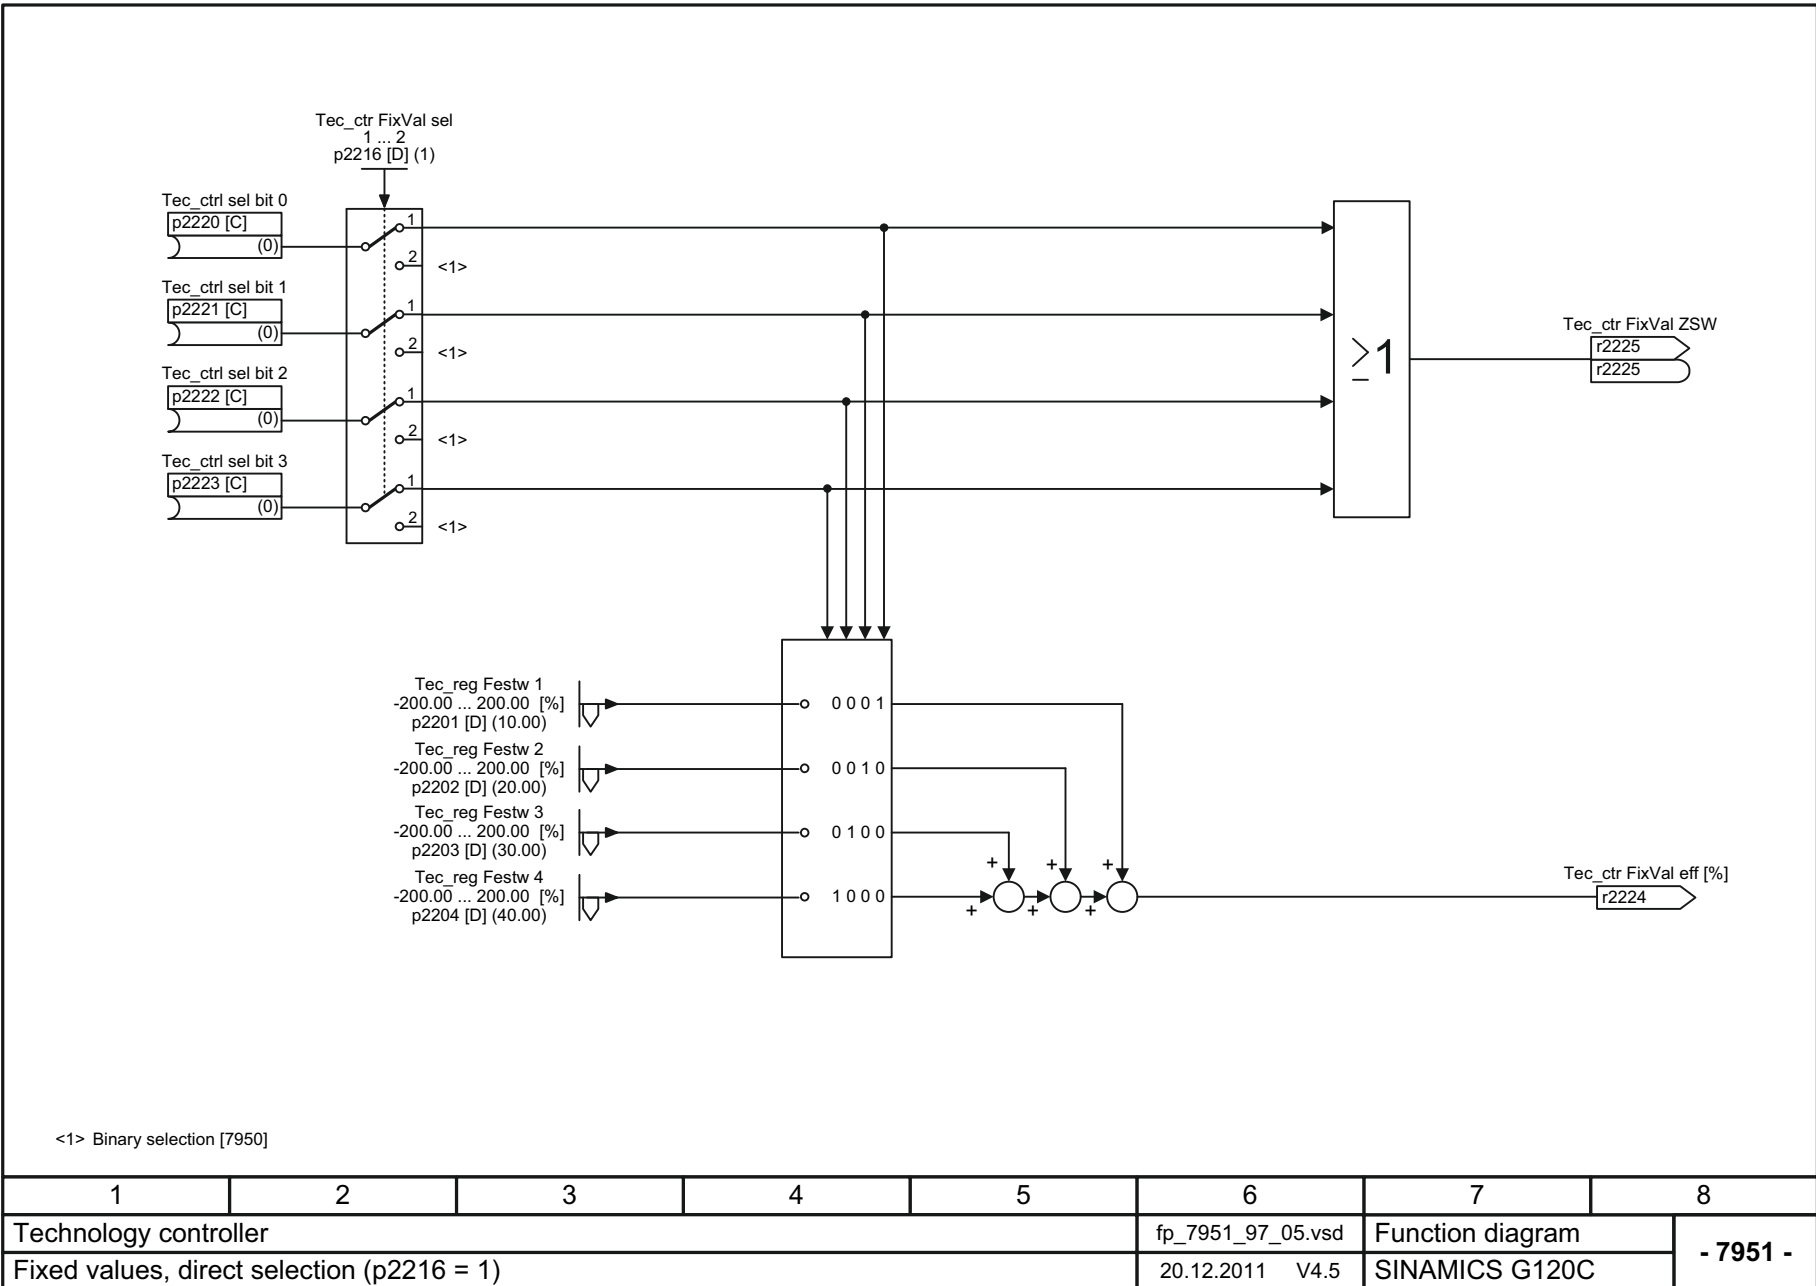 Tec_ctr FixVal sel
1 ... 2
p2216 [D] (1)
Tec_ctrl sel bit 0
p2220 [C]
(0)
1
2
<1>
Tec_ctrl sel bit 1
p2221 [C]
(0)
1
2
<1>
Tec_ctrl sel bit 2
p2222 [C]
(0)
1
2
<1>
Tec_ctrl sel bit 3
p2223 [C]
(0)
1
2
<1>
≥1
Tec_ctr FixVal ZSW
r2225
r2225
Tec_reg Festw 1
-200.00 ... 200.00 [%]
p2201 [D] (10.00)
0 0 0 1
Tec_reg Festw 2
-200.00 ... 200.00 [%]
p2202 [D] (20.00)
0 0 1 0
Tec_reg Festw 3
-200.00 ... 200.00 [%]
p2203 [D] (30.00)
0 1 0 0
Tec_reg Festw 4
-200.00 ... 200.00 [%]
p2204 [D] (40.00)
1 0 0 0
+ + +
+ + +
Tec_ctr FixVal eff [%]
r2224
<1> Binary selection [7950]
1 2 3 4 5 6 7 8
Technology controller
fp_7951_97_05.vsd
Function diagram
- 7951 -
Fixed values, direct selection (p2216 = 1)
20.12.2011 V4.5
SINAMICS G120C